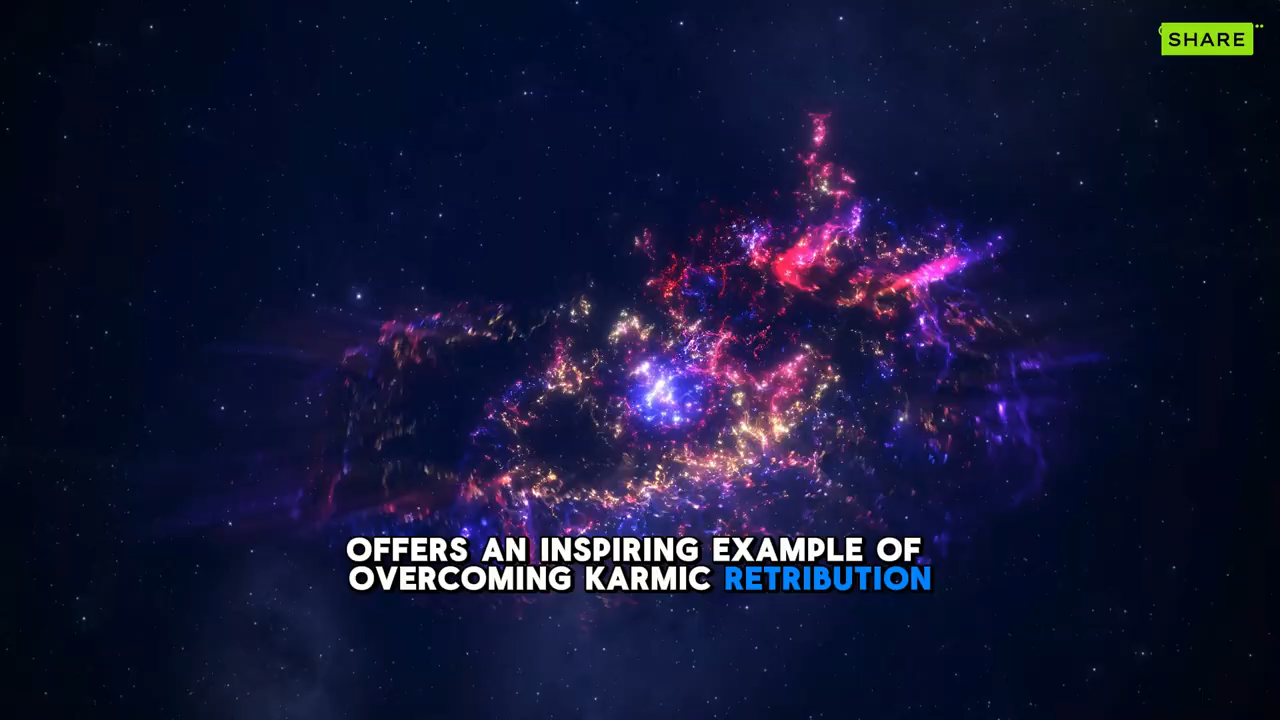 SHARE
OFFERS AN INSPIRING EXAMPLE OF
OVERCOMING KARMIC RETRIBUTION